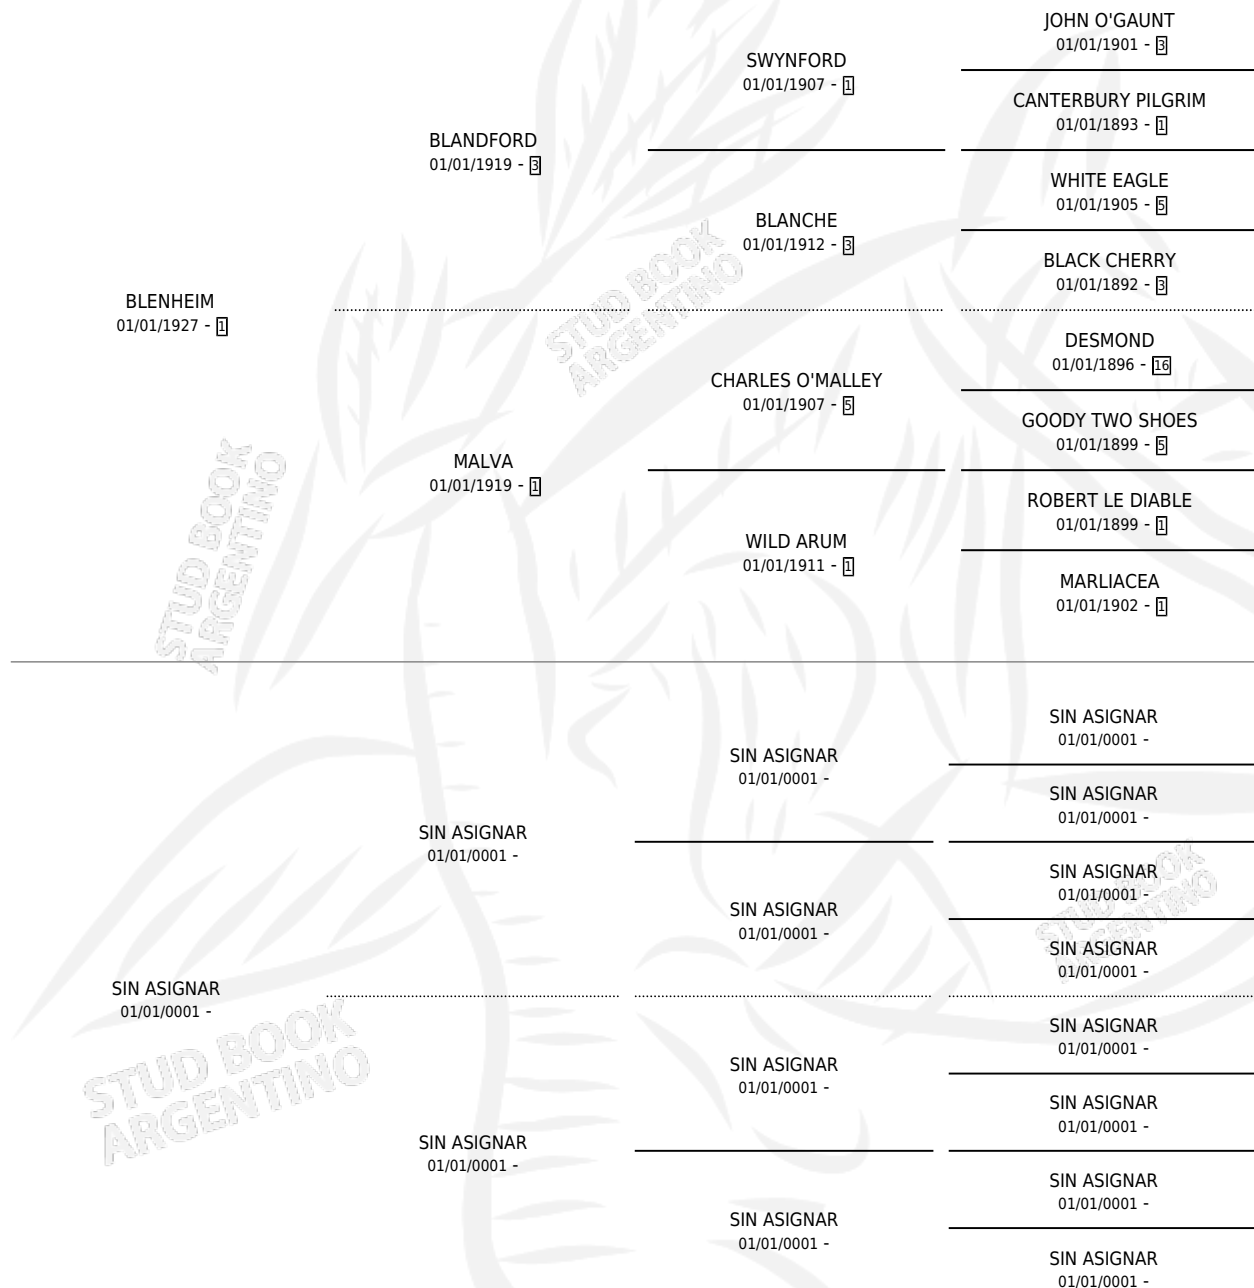 JOHN O'GAUNT
01/01/1901 - 3
SWYNFORD
01/01/1907 - 1
CANTERBURY PILGRIM
01/01/1893 - 1
BLANDFORD
01/01/1919 - 3
WHITE EAGLE
01/01/1905 - 5
BLANCHE
01/01/1912 - 3
BLACK CHERRY
01/01/1892 - 3
STUD BOOK
ARGENTINO
BLENHEIM
01/01/1927 - 1
DESMOND
01/01/1896 - 16
CHARLES O'MALLEY
01/01/1907 - 5
GOODY TWO SHOES
01/01/1899 - 5
MALVA
01/01/1919 - 1
ROBERT LE DIABLE
01/01/1899 - 1
WILD ARUM
01/01/1911 - 1
MARLIACEA
01/01/1902 - 1
STUD BOOK
ARGENTINO
SIN ASIGNAR
01/01/0001 -
SIN ASIGNAR
01/01/0001 -
SIN ASIGNAR
01/01/0001 -
SIN ASIGNAR
01/01/0001 -
SIN ASIGNAR
01/01/0001 -
SIN ASIGNAR
01/01/0001 -
SIN ASIGNAR
01/01/0001 -
STUD BOOK
ARGENTINO
SIN ASIGNAR
01/01/0001 -
SIN ASIGNAR
01/01/0001 -
SIN ASIGNAR
01/01/0001 -
SIN ASIGNAR
01/01/0001 -
SIN ASIGNAR
01/01/0001 -
SIN ASIGNAR
01/01/0001 -
SIN ASIGNAR
01/01/0001 -
SIN ASIGNAR
01/01/0001 -
STUD BOOK
ARGENTINO